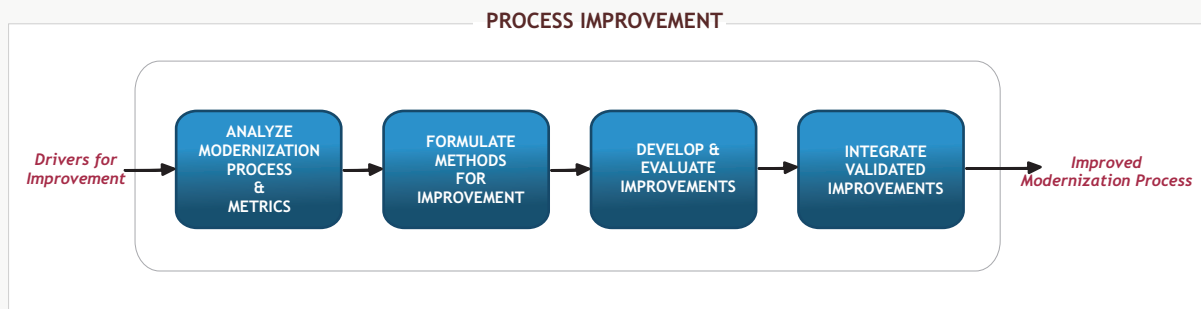 PROCESS IMPROVEMENT
Drivers for
Improvement
ANALYZE
MODERNIZATION
PROCESS
&
METRICS
FORMULATE
METHODS
FOR
IMPROVEMENT
DEVELOP &
EVALUATE
IMPROVEMENTS
INTEGRATE
VALIDATED
IMPROVEMENTS
Improved
Modernization Process